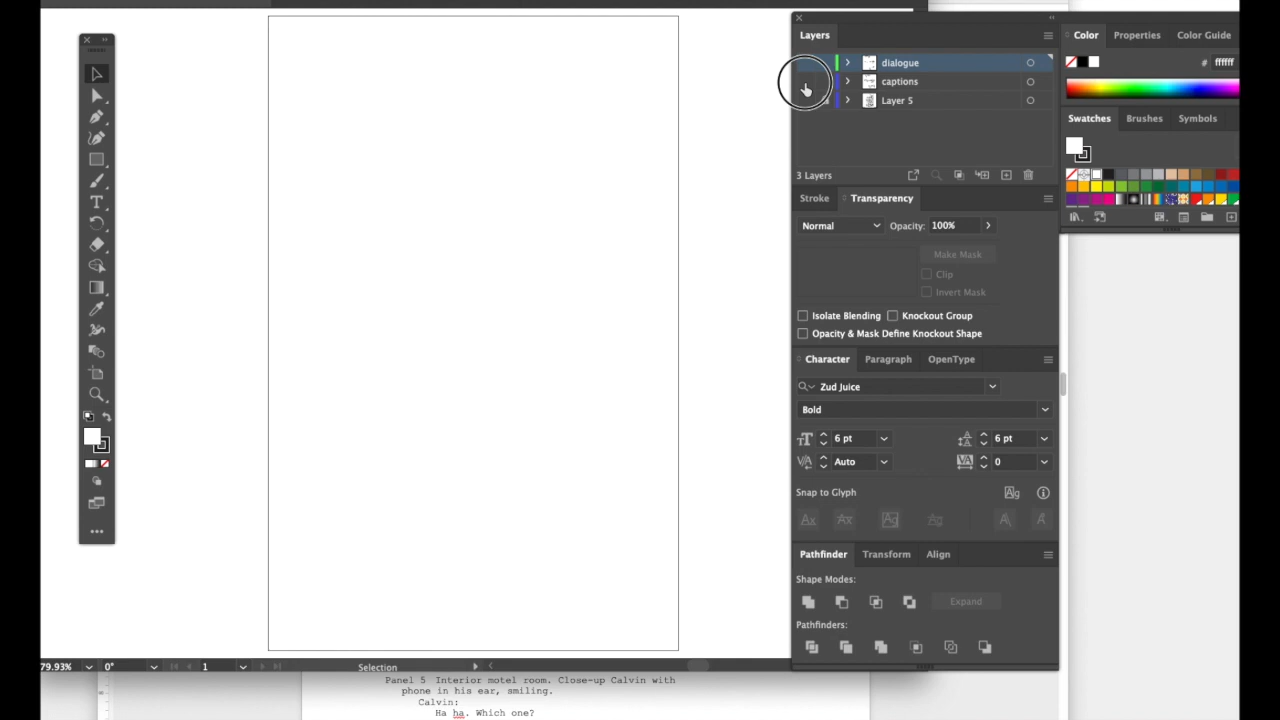 Layers
Color Properties Color Guide
dialogue
captions
Layer 5
# ffffff
Swatches Brushes Symbols
3 Layers
Stroke Transparency
Normal Opacity: 100%
Make Mask
Clip
Invert Mask
Isolate Blending Knockout Group
Opacity & Mask Define Knockout Shape
Character Paragraph OpenType
Zud Juice
Bold
6 pt 6 pt
Auto 0
Snap to Glyph
Pathfinder Transform Align
Shape Modes:
Expand
Pathfinders:
79.93% 0° 1 Selection
Panel 5 Interior motel room. Close-up Calvin with
phone in his ear, smiling.
Calvin:
Ha ha. Which one?